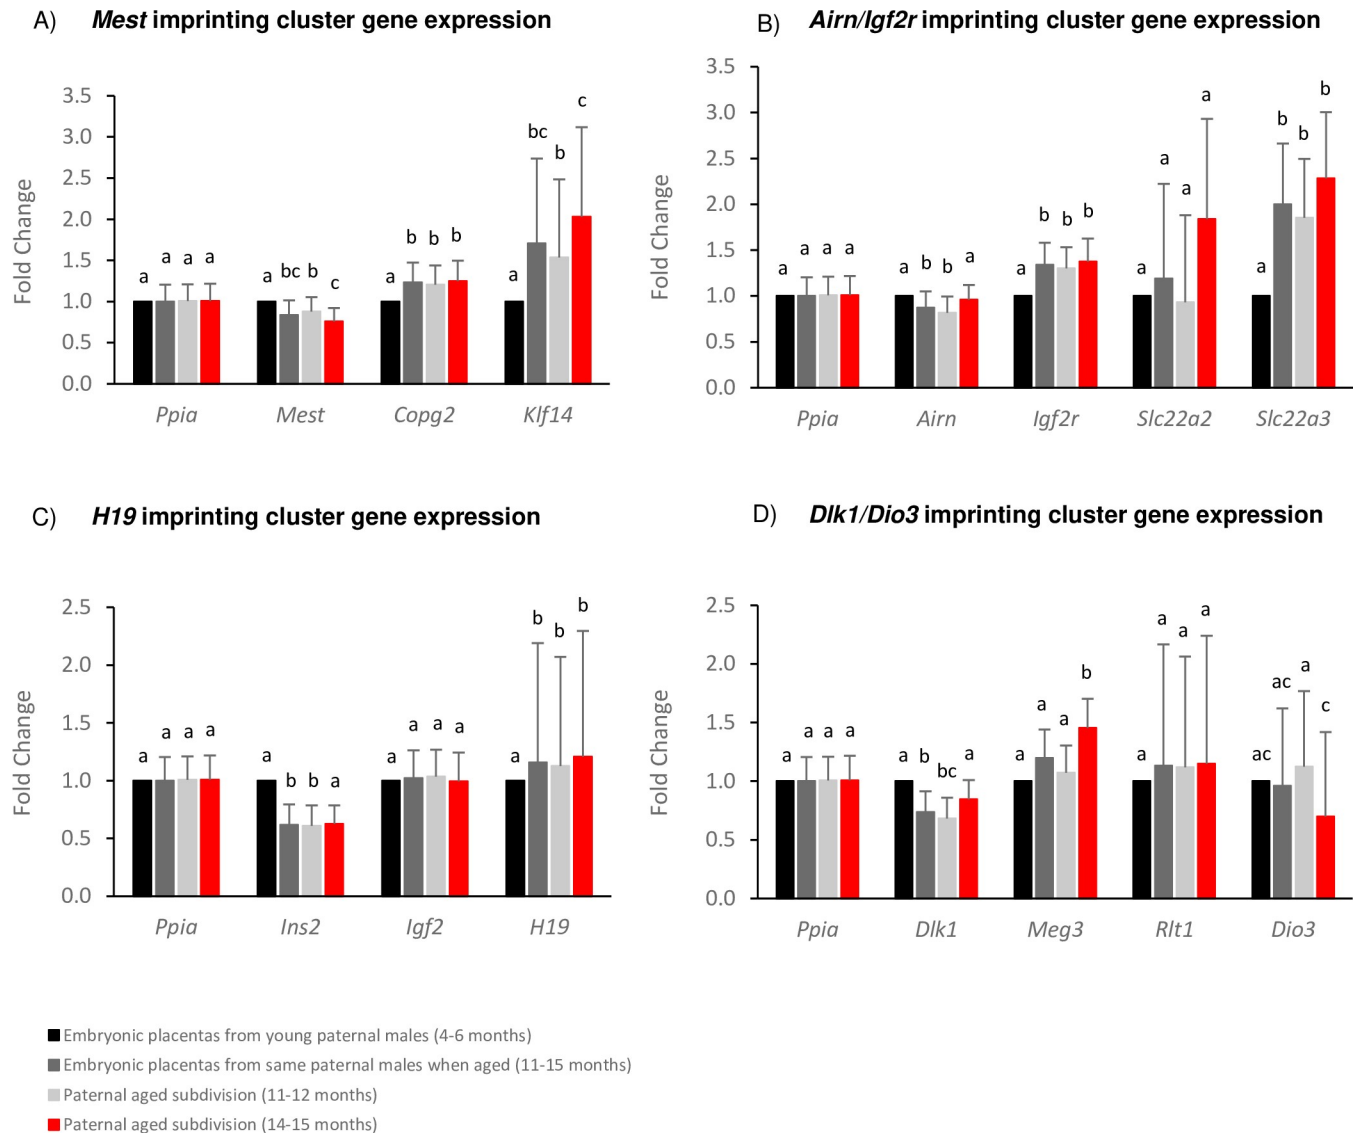 A) Mest imprinting cluster gene expression
Fold Change
3.5
3.0
2.5
2.0
1.5
1.0
0.5
0.0
a a a a
a bc b c
a b b b
a bc b c
Ppia Mest Copg2 Klf14
B) Airn/Igf2r imprinting cluster gene expression
Fold Change
3.5
3.0
2.5
2.0
1.5
1.0
0.5
0.0
a a a a
a b b a
a b b b
a a a a
a b b b
Ppia Airn Igf2r Slc22a2 Slc22a3
C) H19 imprinting cluster gene expression
Fold Change
2.5
2.0
1.5
1.0
0.5
0.0
a a a a
a b b a
a a a a
a b b b
Ppia Ins2 Igf2 H19
D) Dlk1/Dio3 imprinting cluster gene expression
Fold Change
2.5
2.0
1.5
1.0
0.5
0.0
a a a a
a b bc a
a a a b
a a a a
ac ac a c
Ppia Dlk1 Meg3 Rlt1 Dio3
Embryonic placentas from young paternal males (4-6 months)
Embryonic placentas from same paternal males when aged (11-15 months)
Paternal aged subdivision (11-12 months)
Paternal aged subdivision (14-15 months)